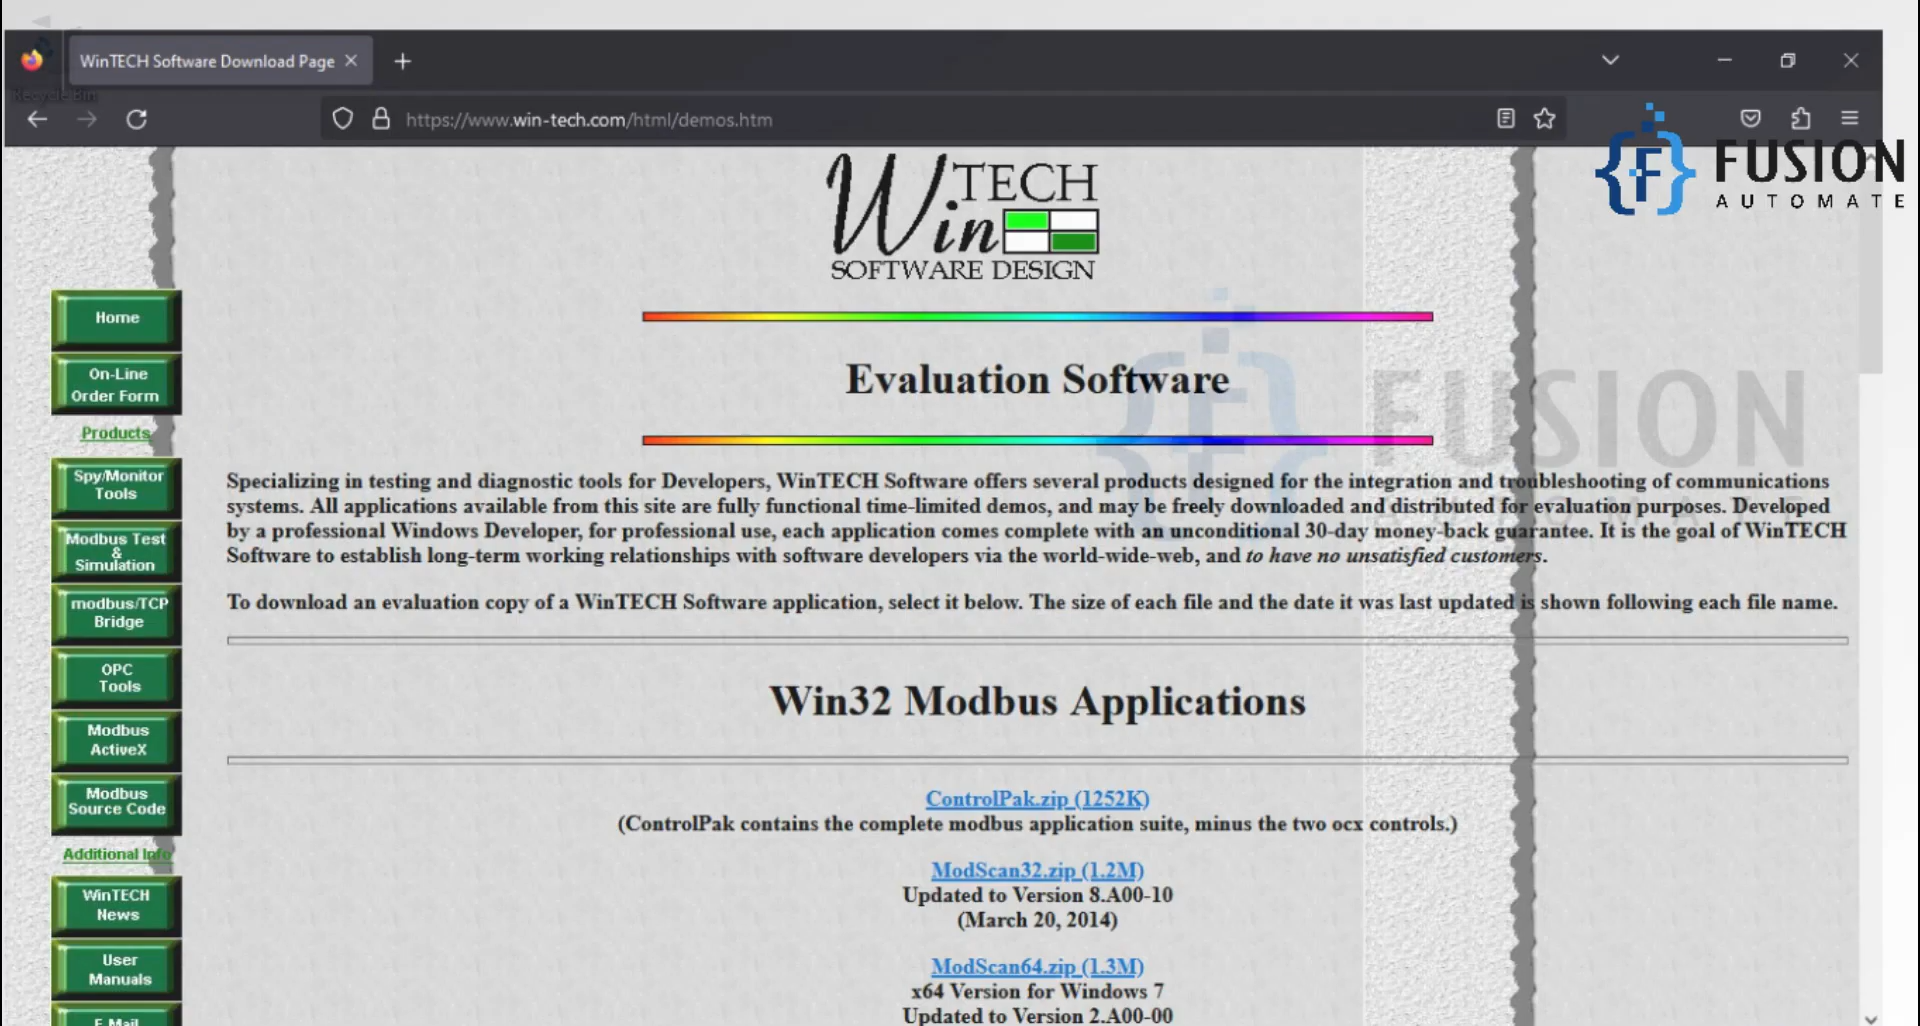 WinTECH Software Download Page
Recycle Bin
https://www.win-tech.com/html/demos.htm
FUSION
AUTOMATE
WinTECH
SOFTWARE DESIGN
Evaluation Software
FUSION
AUTOMATE
Home
On-Line
Order Form
Products
Spy/Monitor
Tools
Modbus Test
&
Simulation
modbus/TCP
Bridge
OPC
Tools
Modbus
ActiveX
Modbus
Source Code
Additional Info
WinTECH
News
User
Manuals
E-Mail
Specializing in testing and diagnostic tools for Developers, WinTECH Software offers several products designed for the integration and troubleshooting of communications
systems. All applications available from this site are fully functional time-limited demos, and may be freely downloaded and distributed for evaluation purposes. Developed
by a professional Windows Developer, for professional use, each application comes complete with an unconditional 30-day money-back guarantee. It is the goal of WinTECH
Software to establish long-term working relationships with software developers via the world-wide-web, and to have no unsatisfied customers.
To download an evaluation copy of a WinTECH Software application, select it below. The size of each file and the date it was last updated is shown following each file name.
Win32 Modbus Applications
ControlPak.zip (1252K)
(ControlPak contains the complete modbus application suite, minus the two ocx controls.)
ModScan32.zip (1.2M)
Updated to Version 8.A00-10
(March 20, 2014)
ModScan64.zip (1.3M)
x64 Version for Windows 7
Updated to Version 2.A00-00